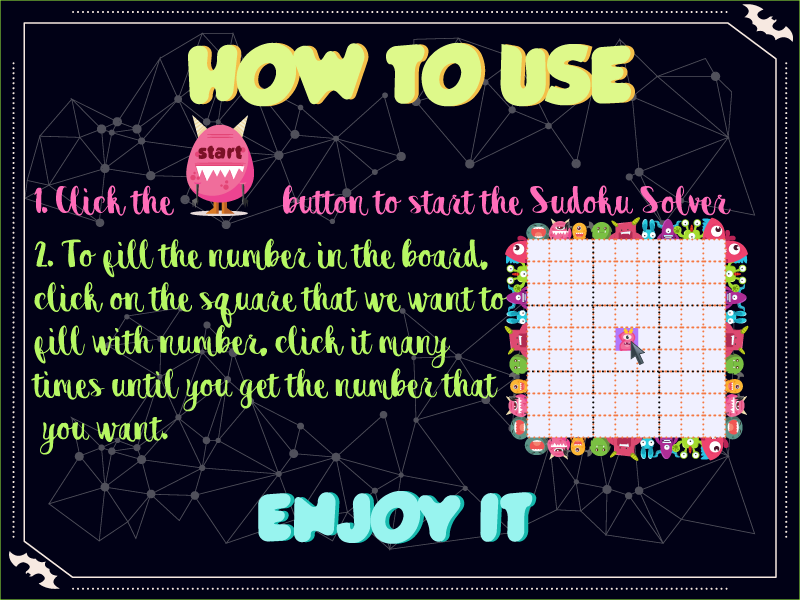 HOW TO USE
start
1. Click the button to start the Sudoku Solver
2. To fill the number in the board,
click on the square that we want to
fill with number, click it many
times until you get the number that
you want.
ENJOY IT